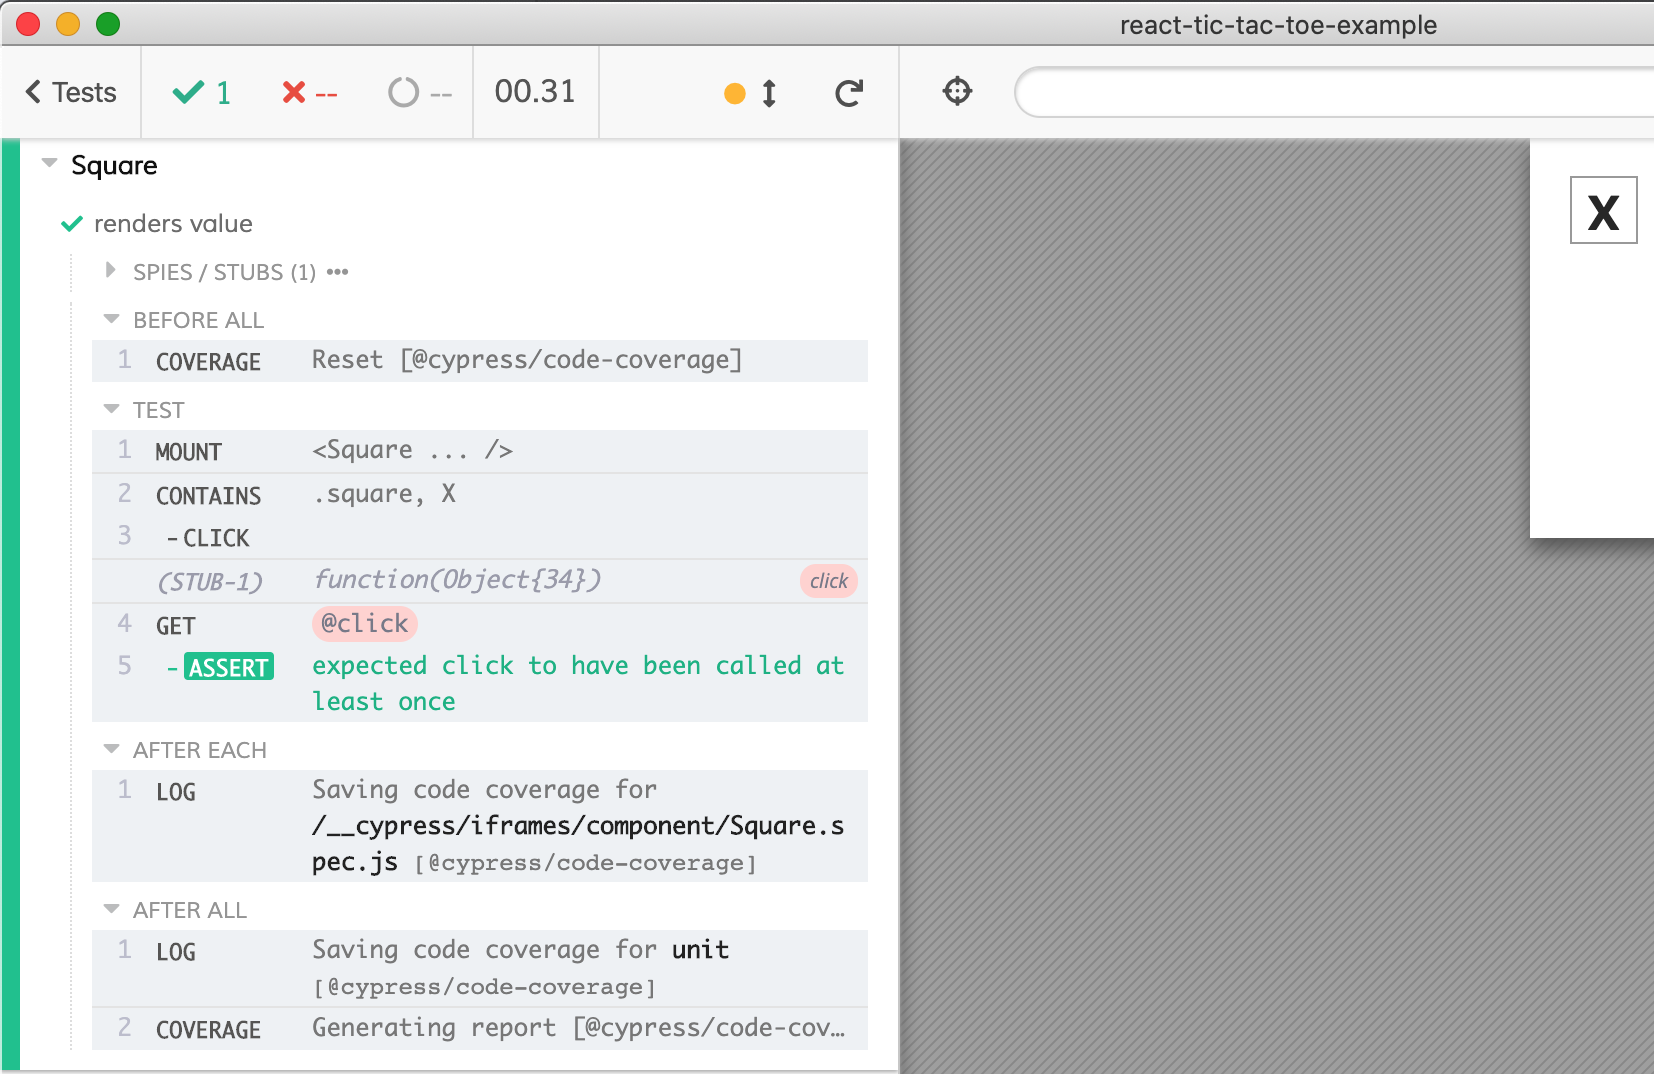 react-tic-tac-toe-example
Tests 1 -- -- 00.31
Square
renders value
SPIES / STUBS (1) •••
BEFORE ALL
1 COVERAGE Reset [@cypress/code-coverage]
TEST
1 MOUNT <Square ... />
2 CONTAINS .square, X
3 -CLICK
(STUB-1) function(Object{34}) click
4 GET @click
5 -ASSERT expected click to have been called at
least once
AFTER EACH
1 LOG Saving code coverage for
/__cypress/iframes/component/Square.s
pec.js [@cypress/code-coverage]
AFTER ALL
1 LOG Saving code coverage for unit
[@cypress/code-coverage]
2 COVERAGE Generating report [@cypress/code-cov…
X